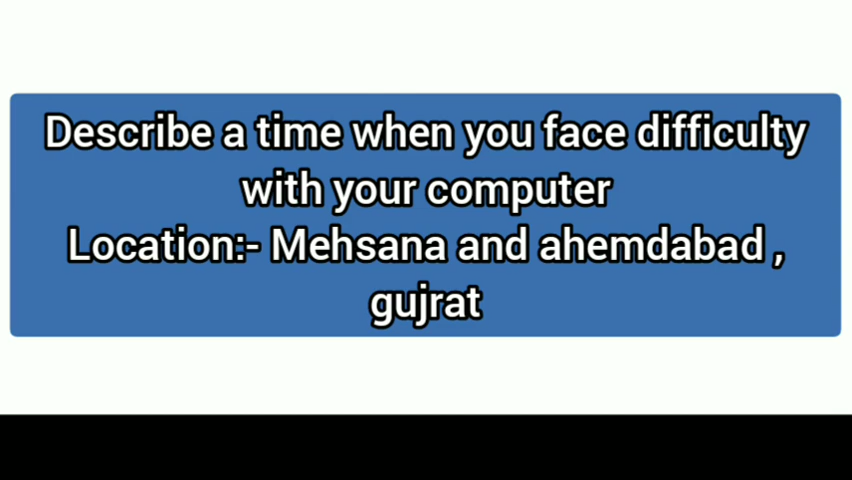 Describe a time when you face difficulty
with your computer
Location:- Mehsana and ahemdabad ,
gujrat